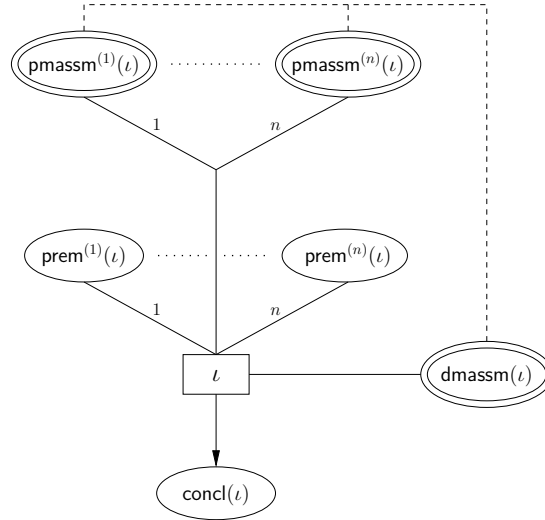 pmassm⁽¹⁾(ι) pmassm⁽ⁿ⁾(ι)
1 n
prem⁽¹⁾(ι) prem⁽ⁿ⁾(ι)
1 n
ι dmassm(ι)
concl(ι)